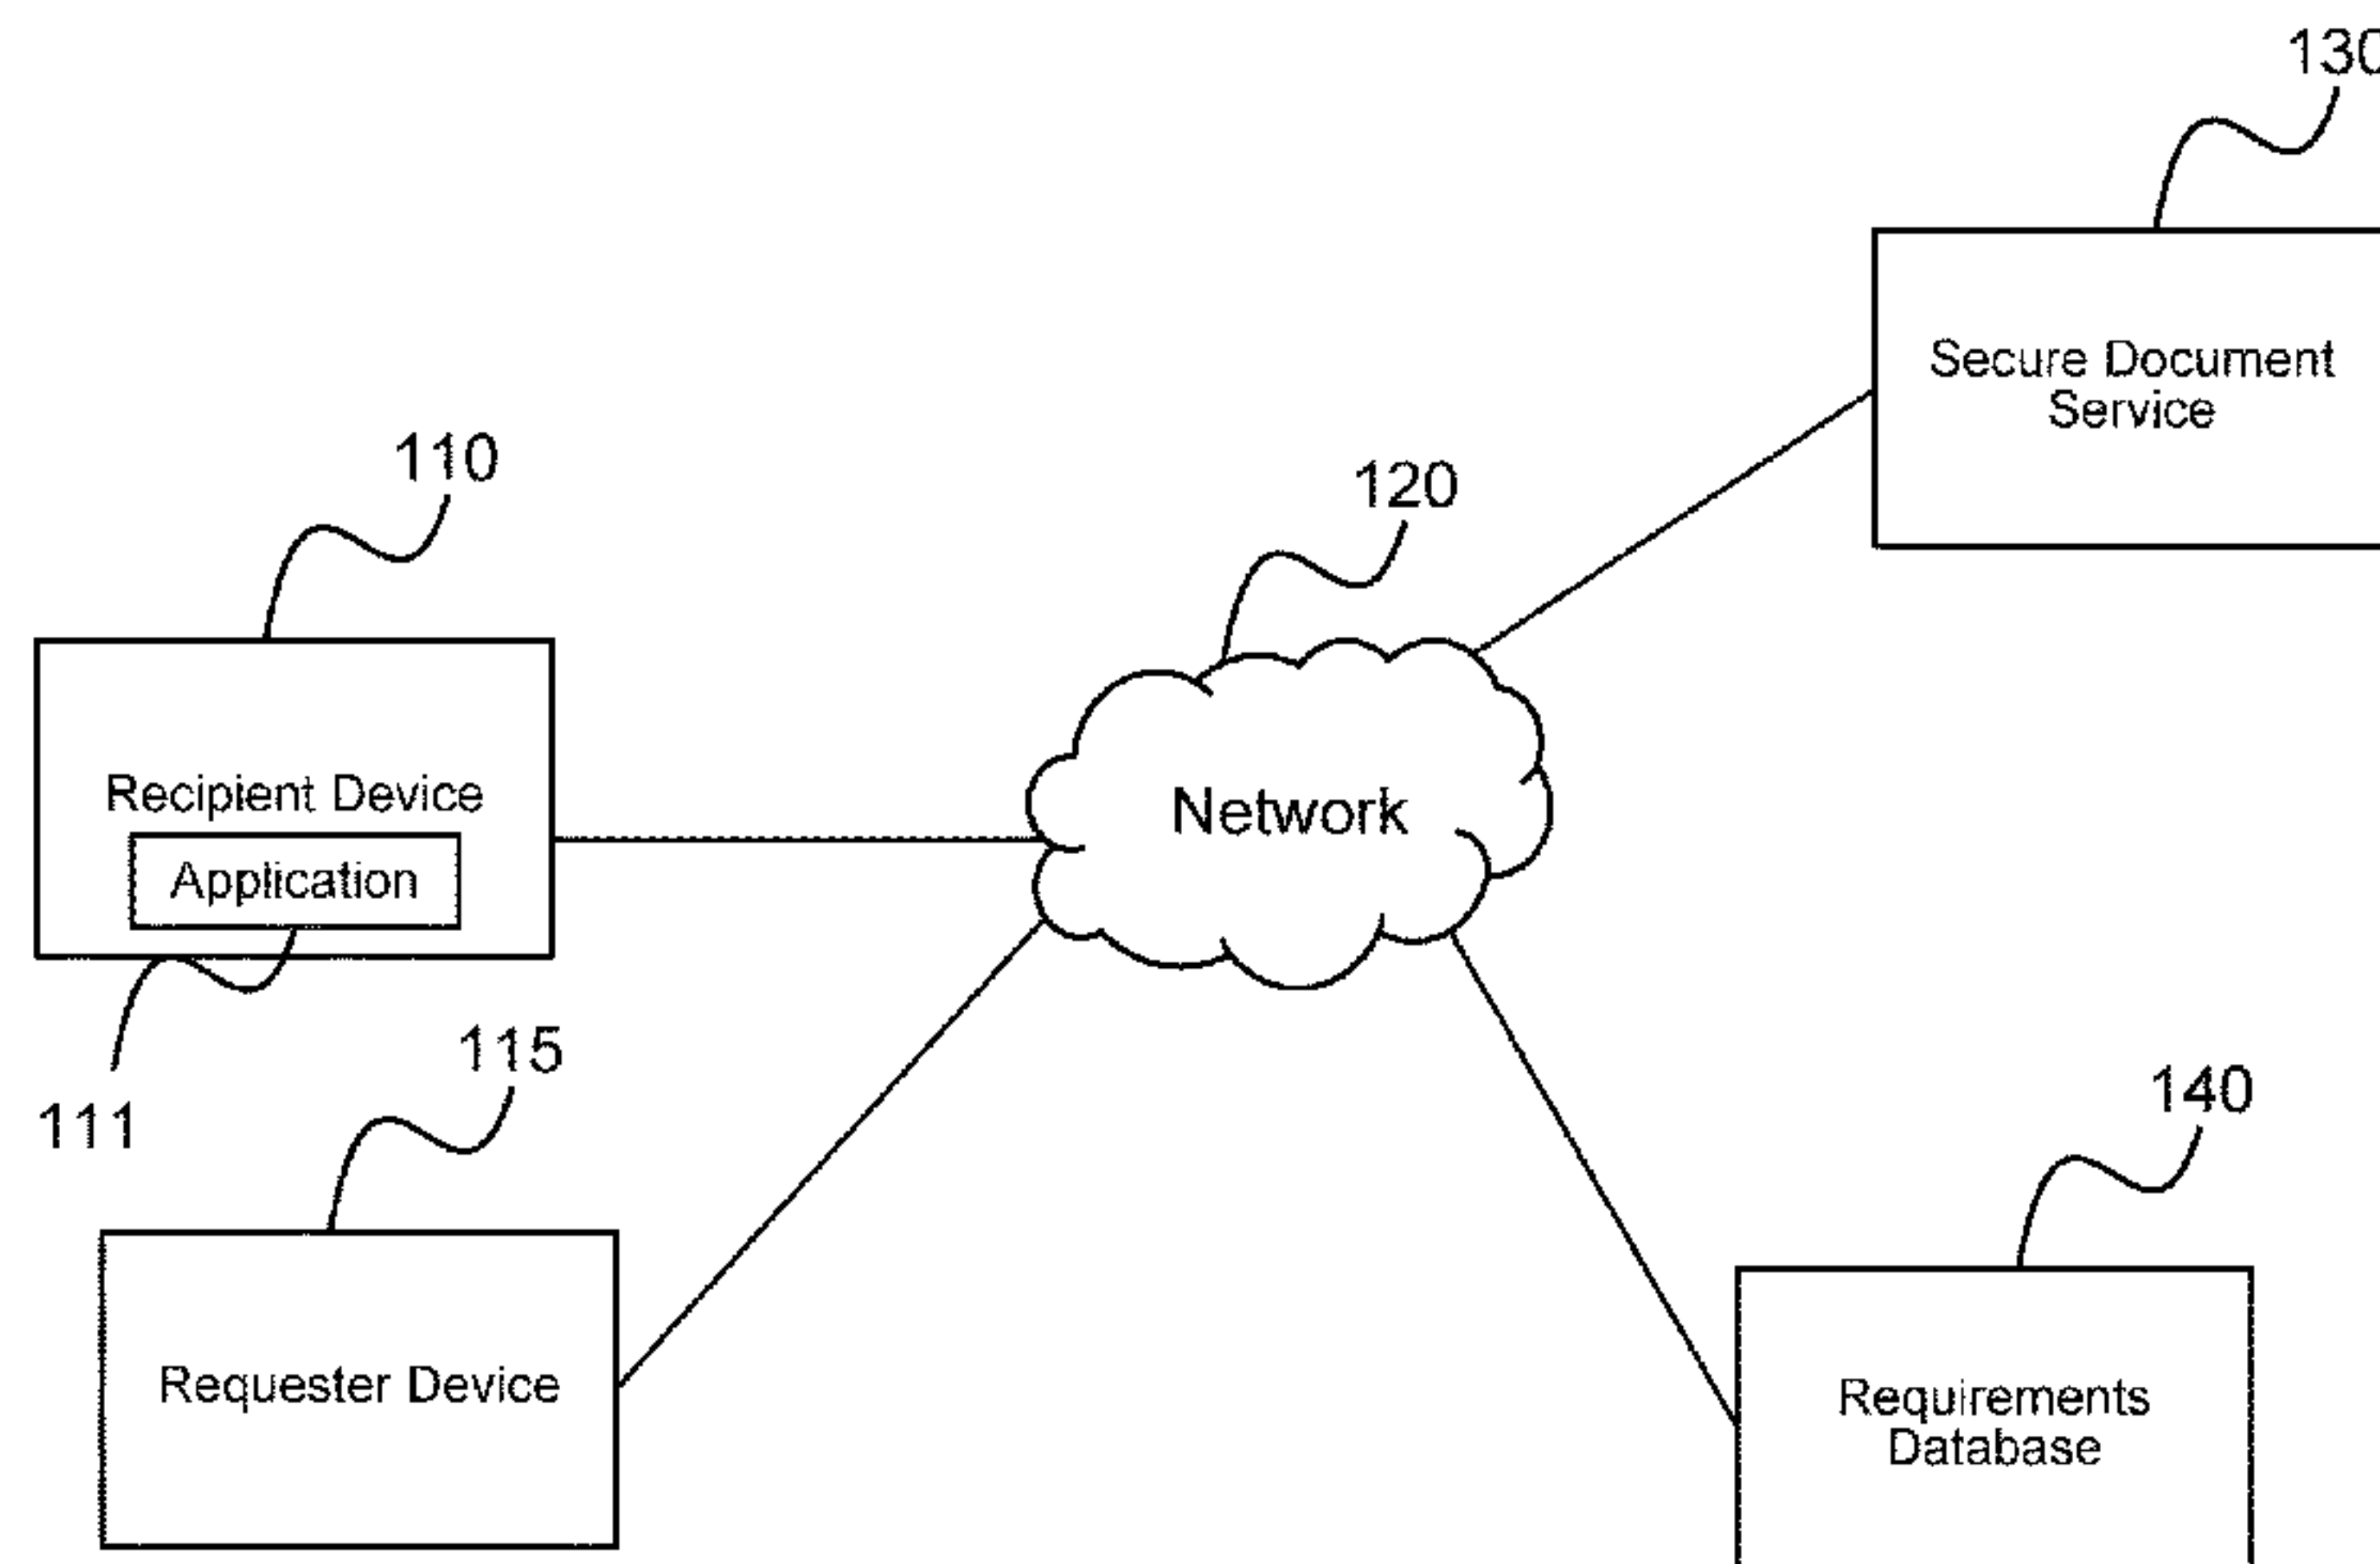 130
Secure Document
Service
110
120
Recipient Device
Application
Network
111
115
140
Requester Device
Requirements
Database